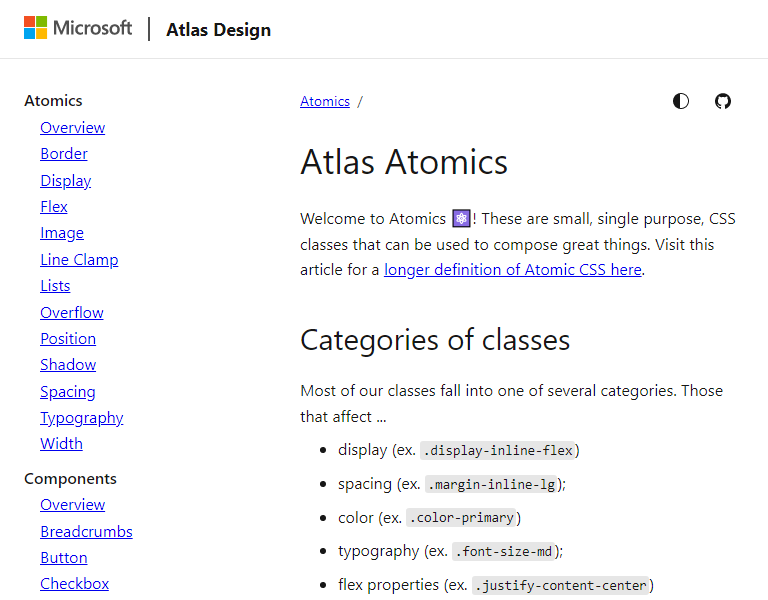 Microsoft | Atlas Design
Atomics
Overview
Border
Display
Flex
Image
Line Clamp
Lists
Overflow
Position
Shadow
Spacing
Typography
Width
Components
Overview
Breadcrumbs
Button
Checkbox
Atomics /
Atlas Atomics
Welcome to Atomics ⚛! These are small, single purpose, CSS
classes that can be used to compose great things. Visit this
article for a longer definition of Atomic CSS here.
Categories of classes
Most of our classes fall into one of several categories. Those
that affect ...
• display (ex. .display-inline-flex)
• spacing (ex. .margin-inline-lg);
• color (ex. .color-primary)
• typography (ex. .font-size-md);
• flex properties (ex. .justify-content-center)